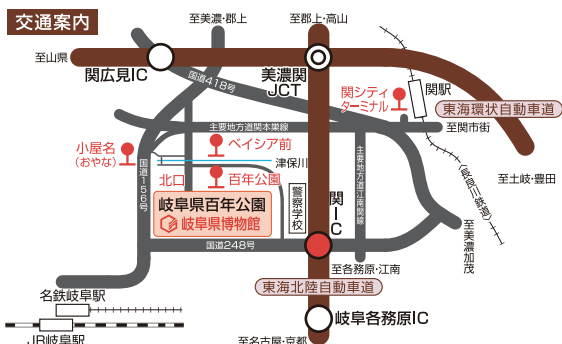 交通案内
至美濃・郡上
至郡上・高山
至山県
関広見IC
国道418号
美濃関
JCT
関シティ
ターミナル
関駅
東海環状自動車道
主要地方道関本巣線
至関市街
小屋名
(おやな)
ベイシア前
津保川
国道156号
北口
百年公園
岐阜県百年公園
岐阜県博物館
警察学校
関IC
主要地方道江南関線
(長良川鉄道)
至土岐・豊田
至美濃加茂
国道248号
至各務原・江南
東海北陸自動車道
名鉄岐阜駅
JR岐阜駅
岐阜各務原IC
至名古屋・京都